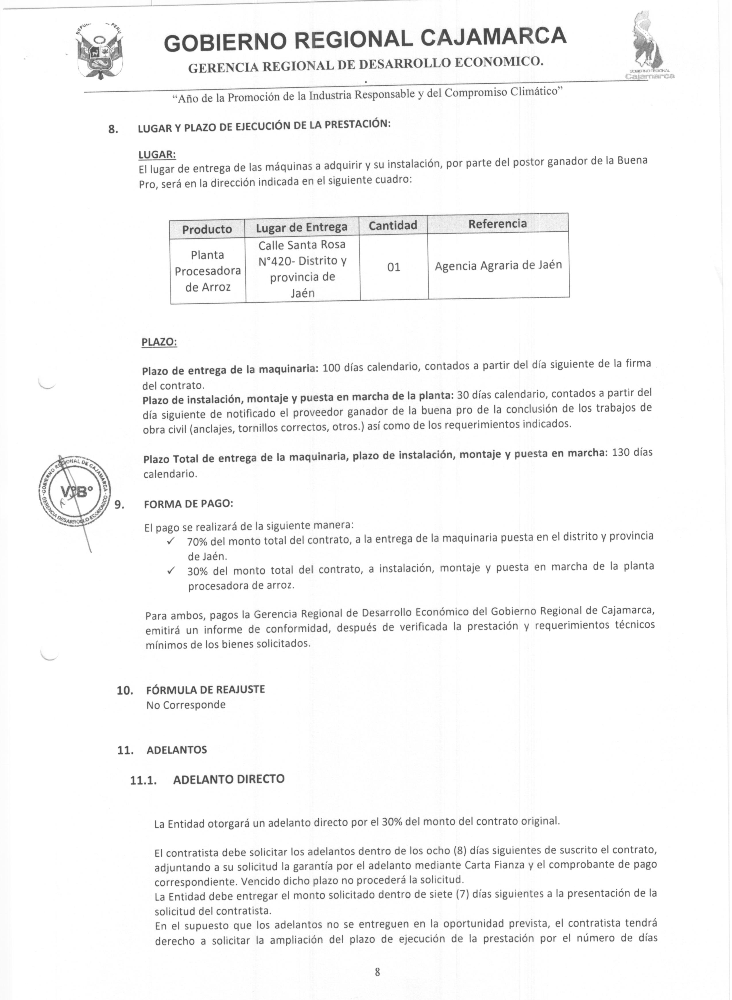 REPU PERU
GOBIERNO REGIONAL CAJAMARCA
GERENCIA REGIONAL DE DESARROLLO ECONOMICO.
GOBIERNO REGIONAL
Cajamarca
“Año de la Promoción de la Industria Responsable y del Compromiso Climático”
8. LUGAR Y PLAZO DE EJECUCIÓN DE LA PRESTACIÓN:
LUGAR:
El lugar de entrega de las máquinas a adquirir y su instalación, por parte del postor ganador de la Buena
Pro, será en la dirección indicada en el siguiente cuadro:
Producto Lugar de Entrega Cantidad Referencia
Planta
Procesadora
de Arroz
Calle Santa Rosa
N°420- Distrito y
provincia de
Jaén
01
Agencia Agraria de Jaén
PLAZO:
Plazo de entrega de la maquinaria: 100 días calendario, contados a partir del día siguiente de la firma
del contrato.
Plazo de instalación, montaje y puesta en marcha de la planta: 30 días calendario, contados a partir del
día siguiente de notificado el proveedor ganador de la buena pro de la conclusión de los trabajos de
obra civil (anclajes, tornillos correctos, otros.) así como de los requerimientos indicados.
Plazo Total de entrega de la maquinaria, plazo de instalación, montaje y puesta en marcha: 130 días
calendario.
GOBIERNO REGIONAL DE CAJAMARCA
VºBº
GERENCIA DESARROLLO ECONOMICO
9. FORMA DE PAGO:
El pago se realizará de la siguiente manera:
✓ 70% del monto total del contrato, a la entrega de la maquinaria puesta en el distrito y provincia
de Jaén.
✓ 30% del monto total del contrato, a instalación, montaje y puesta en marcha de la planta
procesadora de arroz.
Para ambos, pagos la Gerencia Regional de Desarrollo Económico del Gobierno Regional de Cajamarca,
emitirá un informe de conformidad, después de verificada la prestación y requerimientos técnicos
mínimos de los bienes solicitados.
10. FÓRMULA DE REAJUSTE
No Corresponde
11. ADELANTOS
11.1. ADELANTO DIRECTO
La Entidad otorgará un adelanto directo por el 30% del monto del contrato original.
El contratista debe solicitar los adelantos dentro de los ocho (8) días siguientes de suscrito el contrato,
adjuntando a su solicitud la garantía por el adelanto mediante Carta Fianza y el comprobante de pago
correspondiente. Vencido dicho plazo no procederá la solicitud.
La Entidad debe entregar el monto solicitado dentro de siete (7) días siguientes a la presentación de la
solicitud del contratista.
En el supuesto que los adelantos no se entreguen en la oportunidad prevista, el contratista tendrá
derecho a solicitar la ampliación del plazo de ejecución de la prestación por el número de días
8